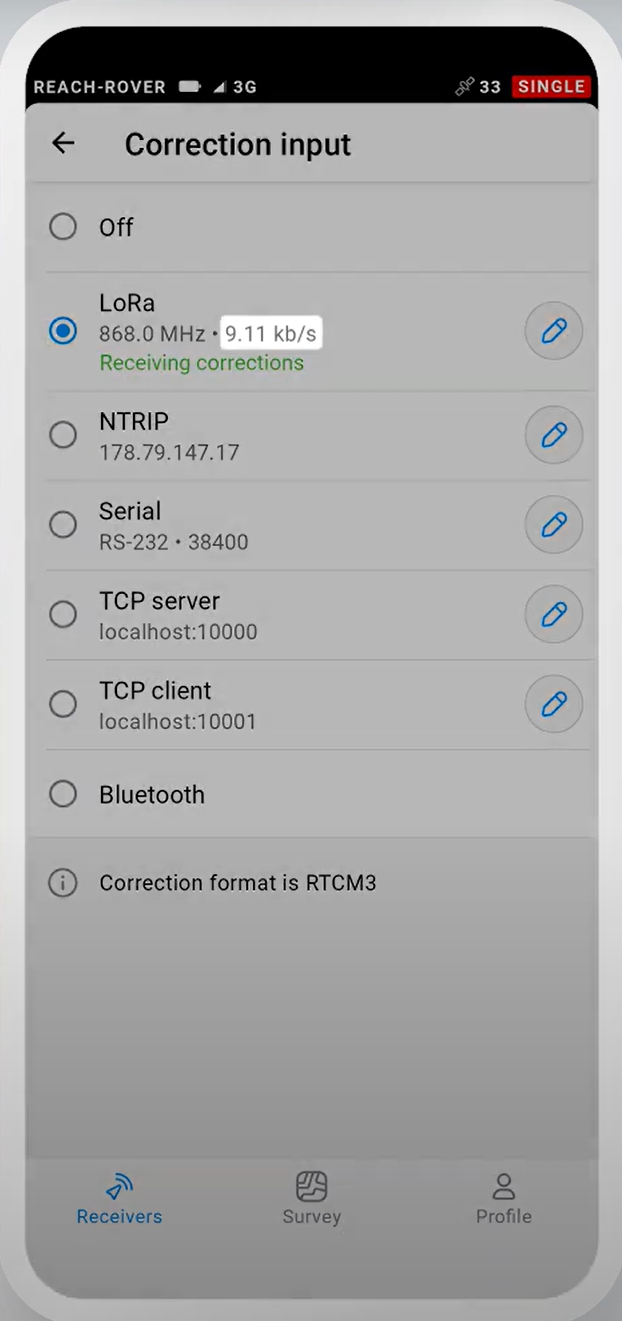 REACH-ROVER 3G 33 SINGLE
Correction input
Off
LoRa
868.0 MHz • 9.11 kb/s
Receiving corrections
NTRIP
178.79.147.17
Serial
RS-232 • 38400
TCP server
localhost:10000
TCP client
localhost:10001
Bluetooth
Correction format is RTCM3
Receivers Survey Profile